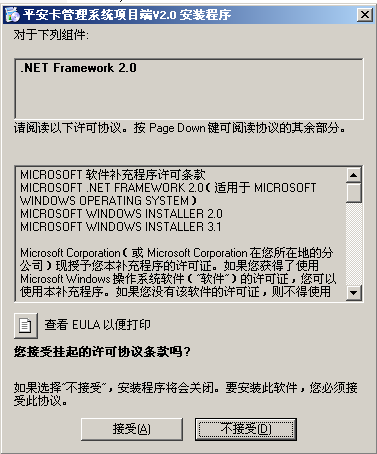 平安卡管理系统项目端V2.0 安装程序
对于下列组件:
.NET Framework 2.0
请阅读以下许可协议。按 Page Down 键可阅读协议的其余部分。
MICROSOFT 软件补充程序许可条款
MICROSOFT .NET FRAMEWORK 2.0（适用于 MICROSOFT
WINDOWS OPERATING SYSTEM）
MICROSOFT WINDOWS INSTALLER 2.0
MICROSOFT WINDOWS INSTALLER 3.1
Microsoft Corporation（或 Microsoft Corporation 在您所在地的分
公司）现授予您本补充程序的许可证。如果您获得了使用
Microsoft Windows 操作系统软件（“软件”）的许可证，您可以
使用本补充程序。如果您没有该软件的许可证，则不得使用
查看 EULA 以便打印
您接受挂起的许可协议条款吗?
如果选择“不接受”，安装程序将会关闭。要安装此软件，您必须接
受此协议。
接受(A)
不接受(D)